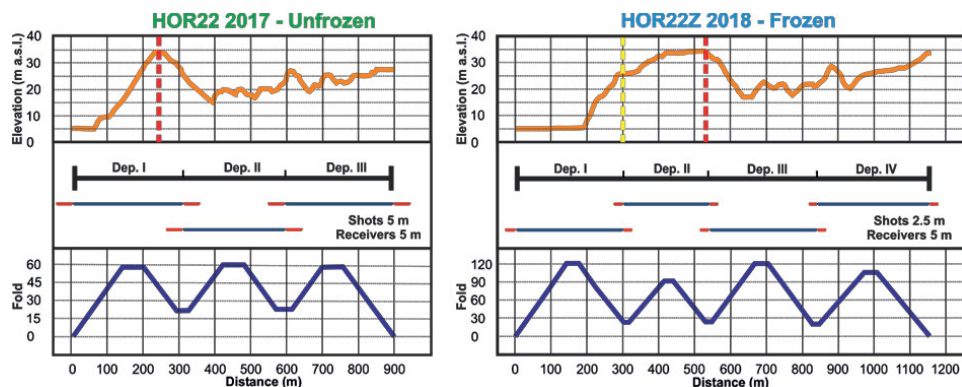 HOR22 2017 - Unfrozen
Elevation (m a.s.l.)
40
30
20
10
0
Dep. I
Dep. II
Dep. III
Shots 5 m
Receivers 5 m
Fold
60
45
30
15
0
0 100 200 300 400 500 600 700 800 900
Distance (m)
HOR22Z 2018 - Frozen
Elevation (m a.s.l.)
40
30
20
10
0
Dep. I
Dep. II
Dep. III
Dep. IV
Shots 2.5 m
Receivers 5 m
Fold
120
90
60
30
0
0 100 200 300 400 500 600 700 800 900 1000 1100 1200
Distance (m)